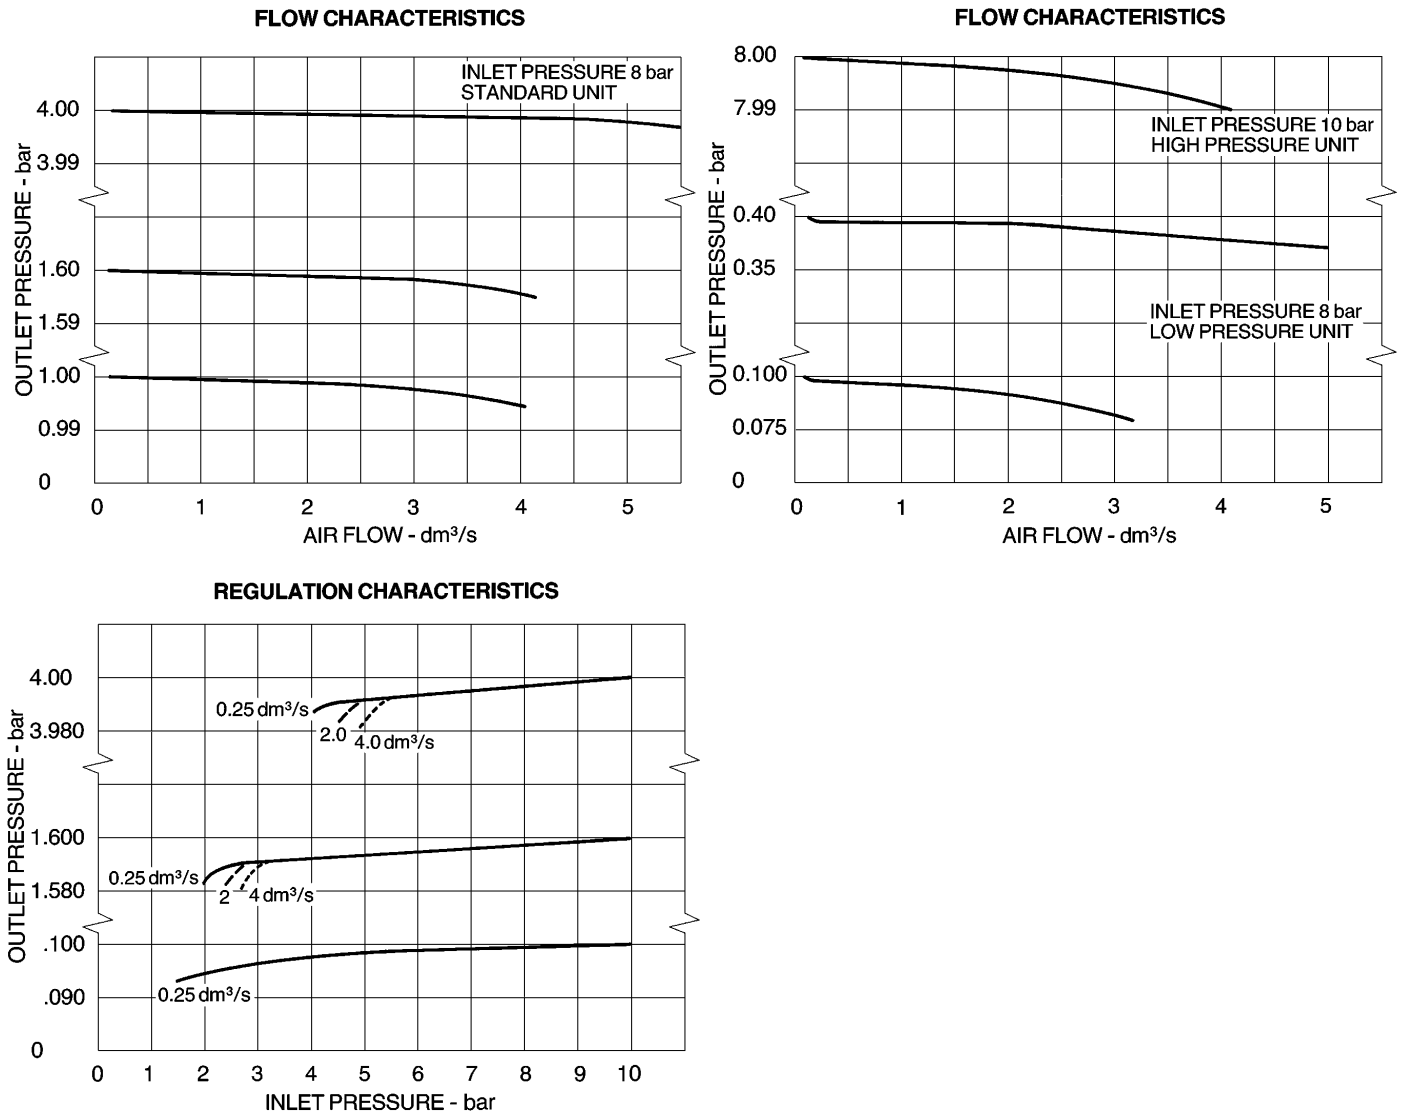 FLOW CHARACTERISTICS
INLET PRESSURE 8 bar
STANDARD UNIT
4.00
3.99
1.60
1.59
1.00
0.99
0
OUTLET PRESSURE - bar
0 1 2 3 4 5
AIR FLOW - dm³/s
FLOW CHARACTERISTICS
8.00
7.99
INLET PRESSURE 10 bar
HIGH PRESSURE UNIT
0.40
0.35
INLET PRESSURE 8 bar
LOW PRESSURE UNIT
0.100
0.075
0
OUTLET PRESSURE - bar
0 1 2 3 4 5
AIR FLOW - dm³/s
REGULATION CHARACTERISTICS
4.00
0.25 dm³/s
2.0
4.0 dm³/s
3.980
1.600
0.25 dm³/s
2
4 dm³/s
1.580
.100
0.25 dm³/s
.090
0
OUTLET PRESSURE - bar
0 1 2 3 4 5 6 7 8 9 10
INLET PRESSURE - bar